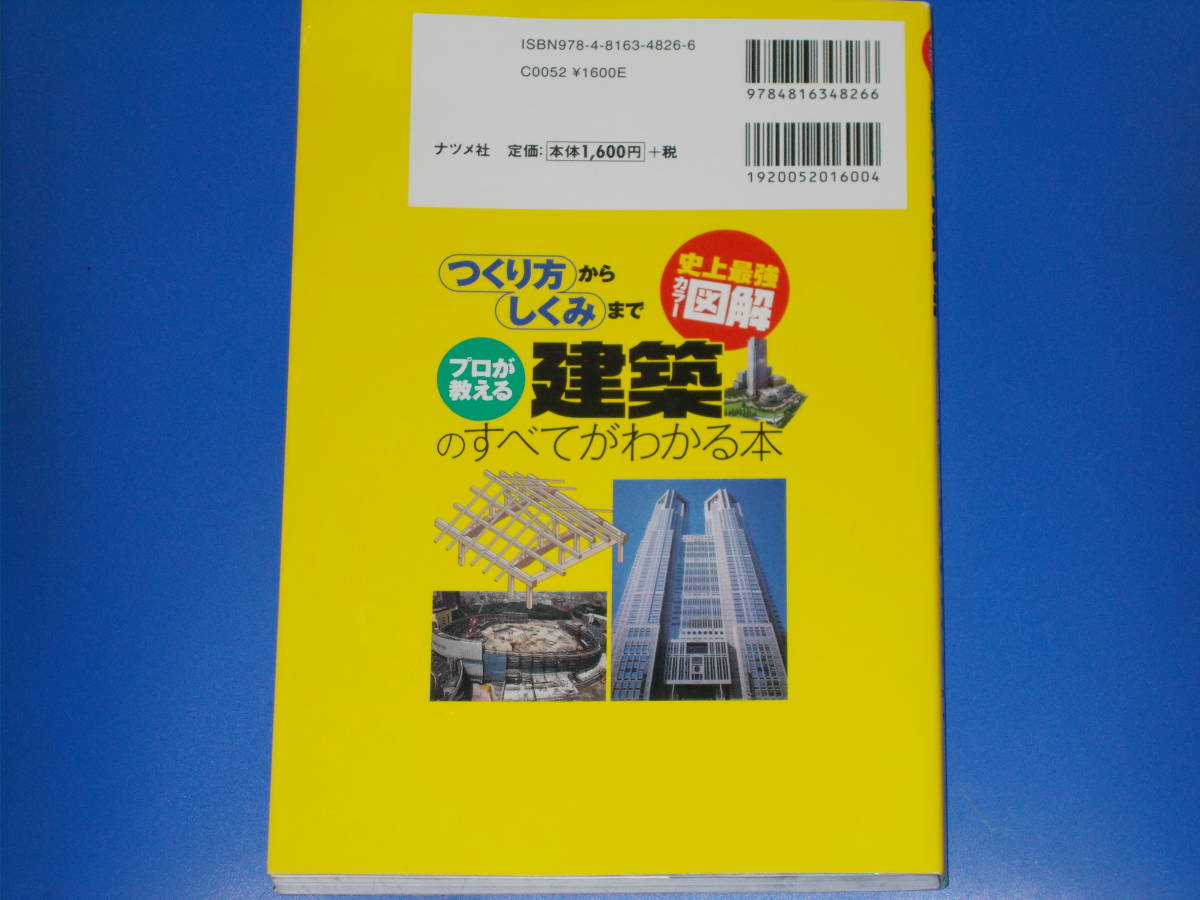 ISBN978-4-8163-4826-6
C0052 ¥1600E
9784816348266
ナツメ社 定価: 本体1,600円 +税
1920052016004
つくり方から
しくみまで
史上最強
カラー
図解
プロが
教える
建築
のすべてがわかる本